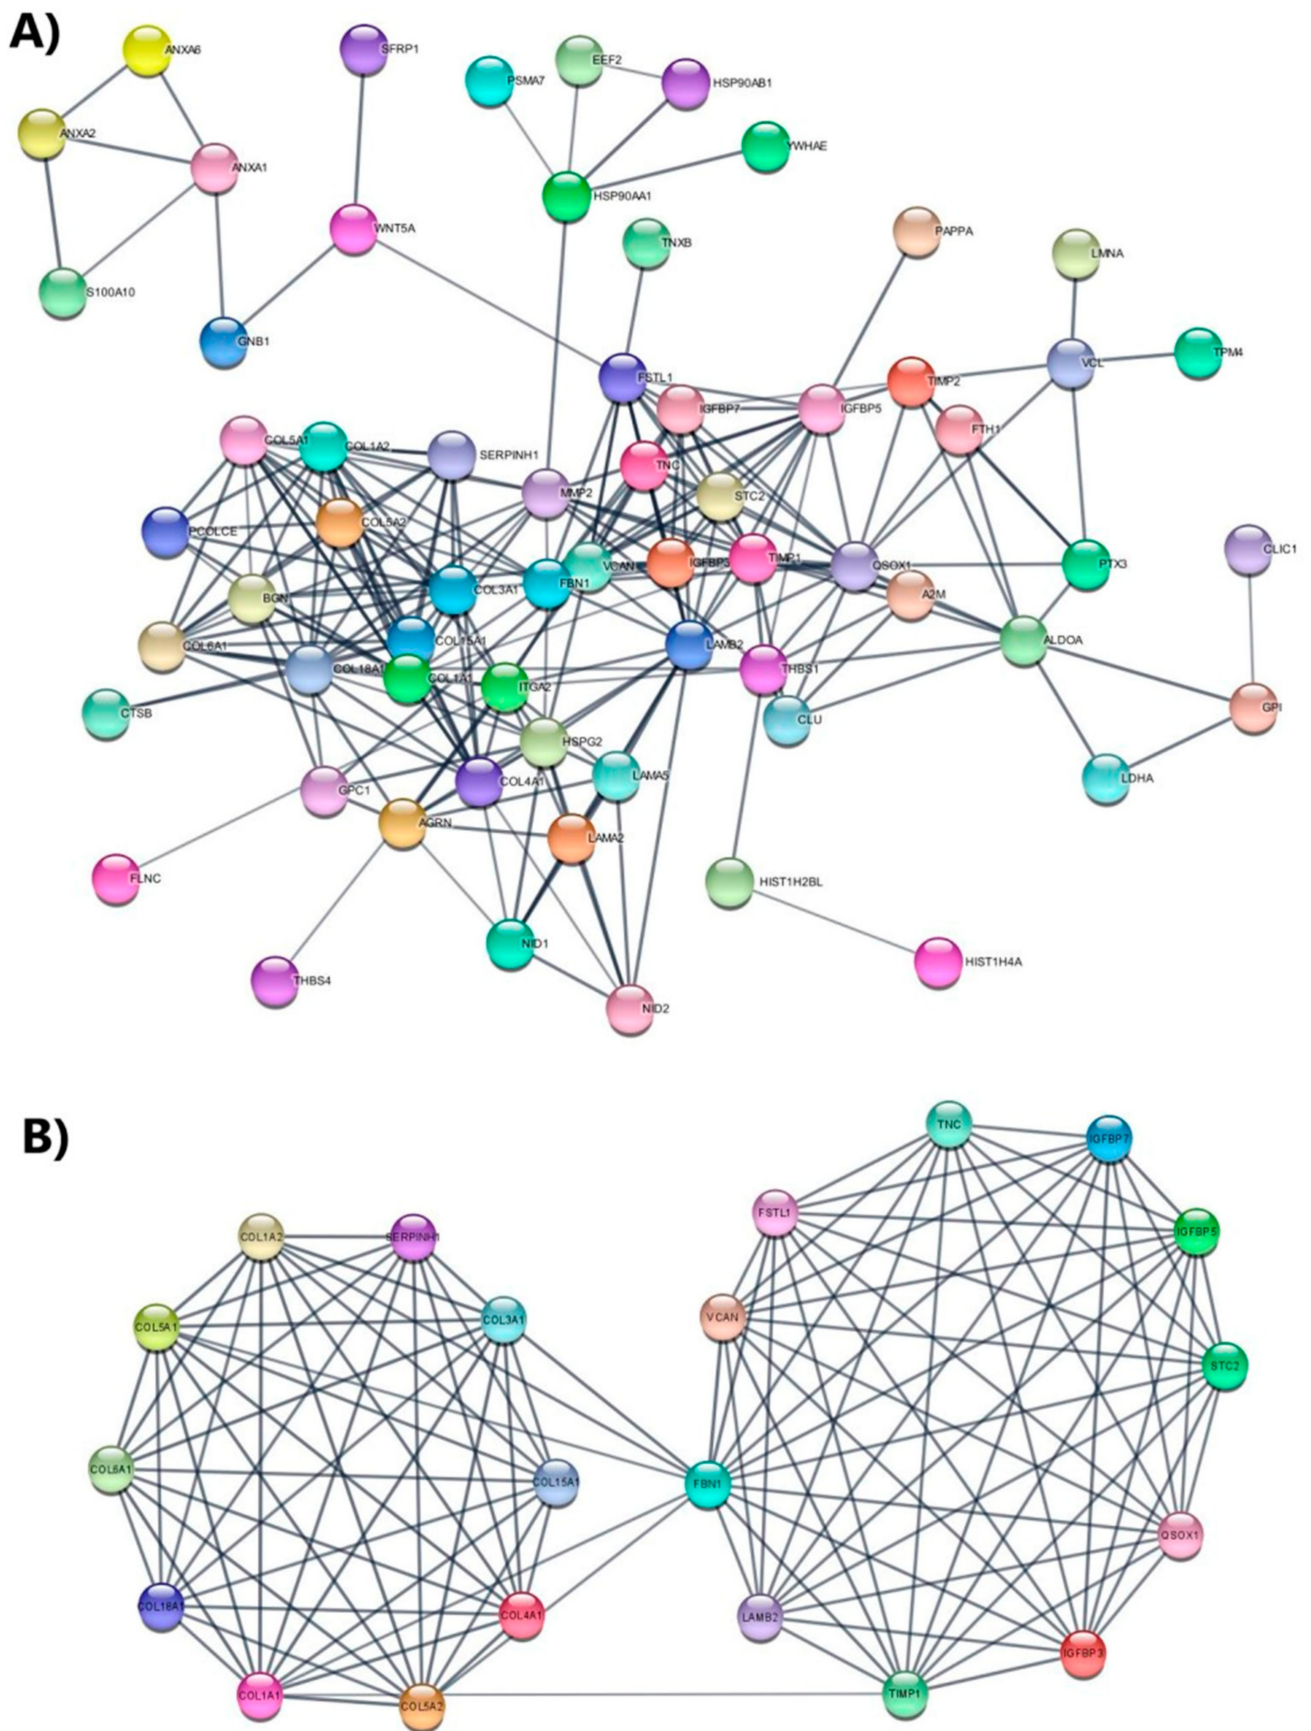 A)
ANXA6
SFRP1
EEF2
PSMA7
HSP90AB1
ANXA2
YWHAE
ANXA1
HSP90AA1
WNT5A
PAPPA
TNXB
LMNA
S100A10
GNB1
TPM4
VCL
FSTL1
TIMP2
IGFBP7
IGFBP5
FTH1
COL5A1
COL1A2
SERPINH1
TNC
MMP2
STC2
COL5A2
PCOLCE
CLIC1
TIMP1
IGFBP3
VCAN
QSOX1
PTX3
FBN1
COL3A1
A2M
BGN
COL15A1
ALDOA
COL6A1
LAMB2
COL18A1
THBS1
COL1A1
ITGA2
GPI
CTSB
CLU
HSPG2
LAMA5
LDHA
COL4A1
GPC1
AGRN
LAMA2
FLNC
HIST1H2BL
NID1
HIST1H4A
THBS4
NID2
B)
TNC
IGFBP7
FSTL1
IGFBP5
COL1A2
SERPINH1
VCAN
COL3A1
COL5A1
STC2
COL6A1
COL15A1
FBN1
QSOX1
COL18A1
COL4A1
LAMB2
IGFBP3
TIMP1
COL1A1
COL5A2